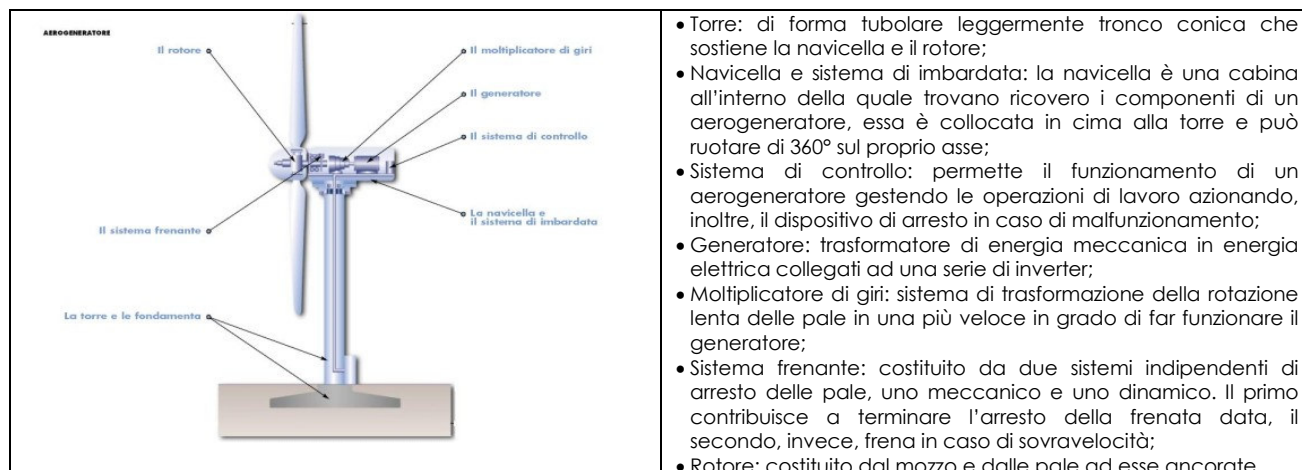 AEROGENERATORE
Il rotore
Il moltiplicatore di giri
Il generatore
Il sistema di controllo
La navicella e
il sistema di imbardata
Il sistema frenante
La torre e le fondamenta
• Torre: di forma tubolare leggermente tronco conica che
sostiene la navicella e il rotore;
• Navicella e sistema di imbardata: la navicella è una cabina
all'interno della quale trovano ricovero i componenti di un
aerogeneratore, essa è collocata in cima alla torre e può
ruotare di 360° sul proprio asse;
• Sistema di controllo: permette il funzionamento di un
aerogeneratore gestendo le operazioni di lavoro azionando,
inoltre, il dispositivo di arresto in caso di malfunzionamento;
• Generatore: trasformatore di energia meccanica in energia
elettrica collegati ad una serie di inverter;
• Moltiplicatore di giri: sistema di trasformazione della rotazione
lenta delle pale in una più veloce in grado di far funzionare il
generatore;
• Sistema frenante: costituito da due sistemi indipendenti di
arresto delle pale, uno meccanico e uno dinamico. Il primo
contribuisce a terminare l'arresto della frenata data, il
secondo, invece, frena in caso di sovravelocità;
• Rotore: costituito dal mozzo e dalle pale ad esse ancorate